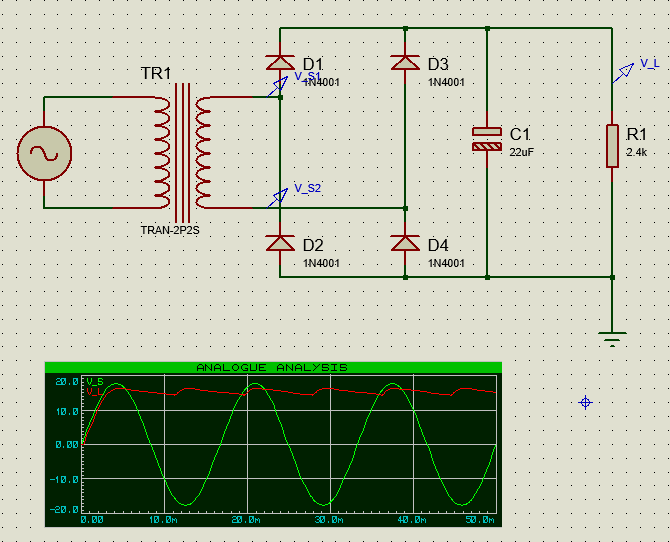 TR1
TRAN-2P2S
D1
1N4001
V_S1
D3
1N4001
V_S2
D2
1N4001
D4
1N4001
C1
22uF
R1
2.4k
V_L
ANALOGUE ANALYSIS
V_S
V_L
20.0
10.0
0.00
-10.0
-20.0
0.00 10.0m 20.0m 30.0m 40.0m 50.0m